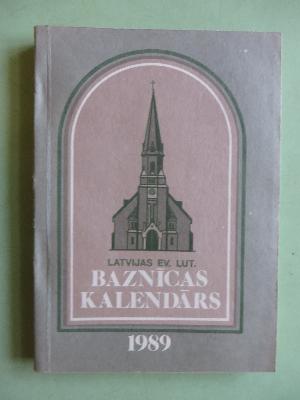 LATVIJAS EV. LUT.
BAZNĪCAS
KALENDĀRS
1989